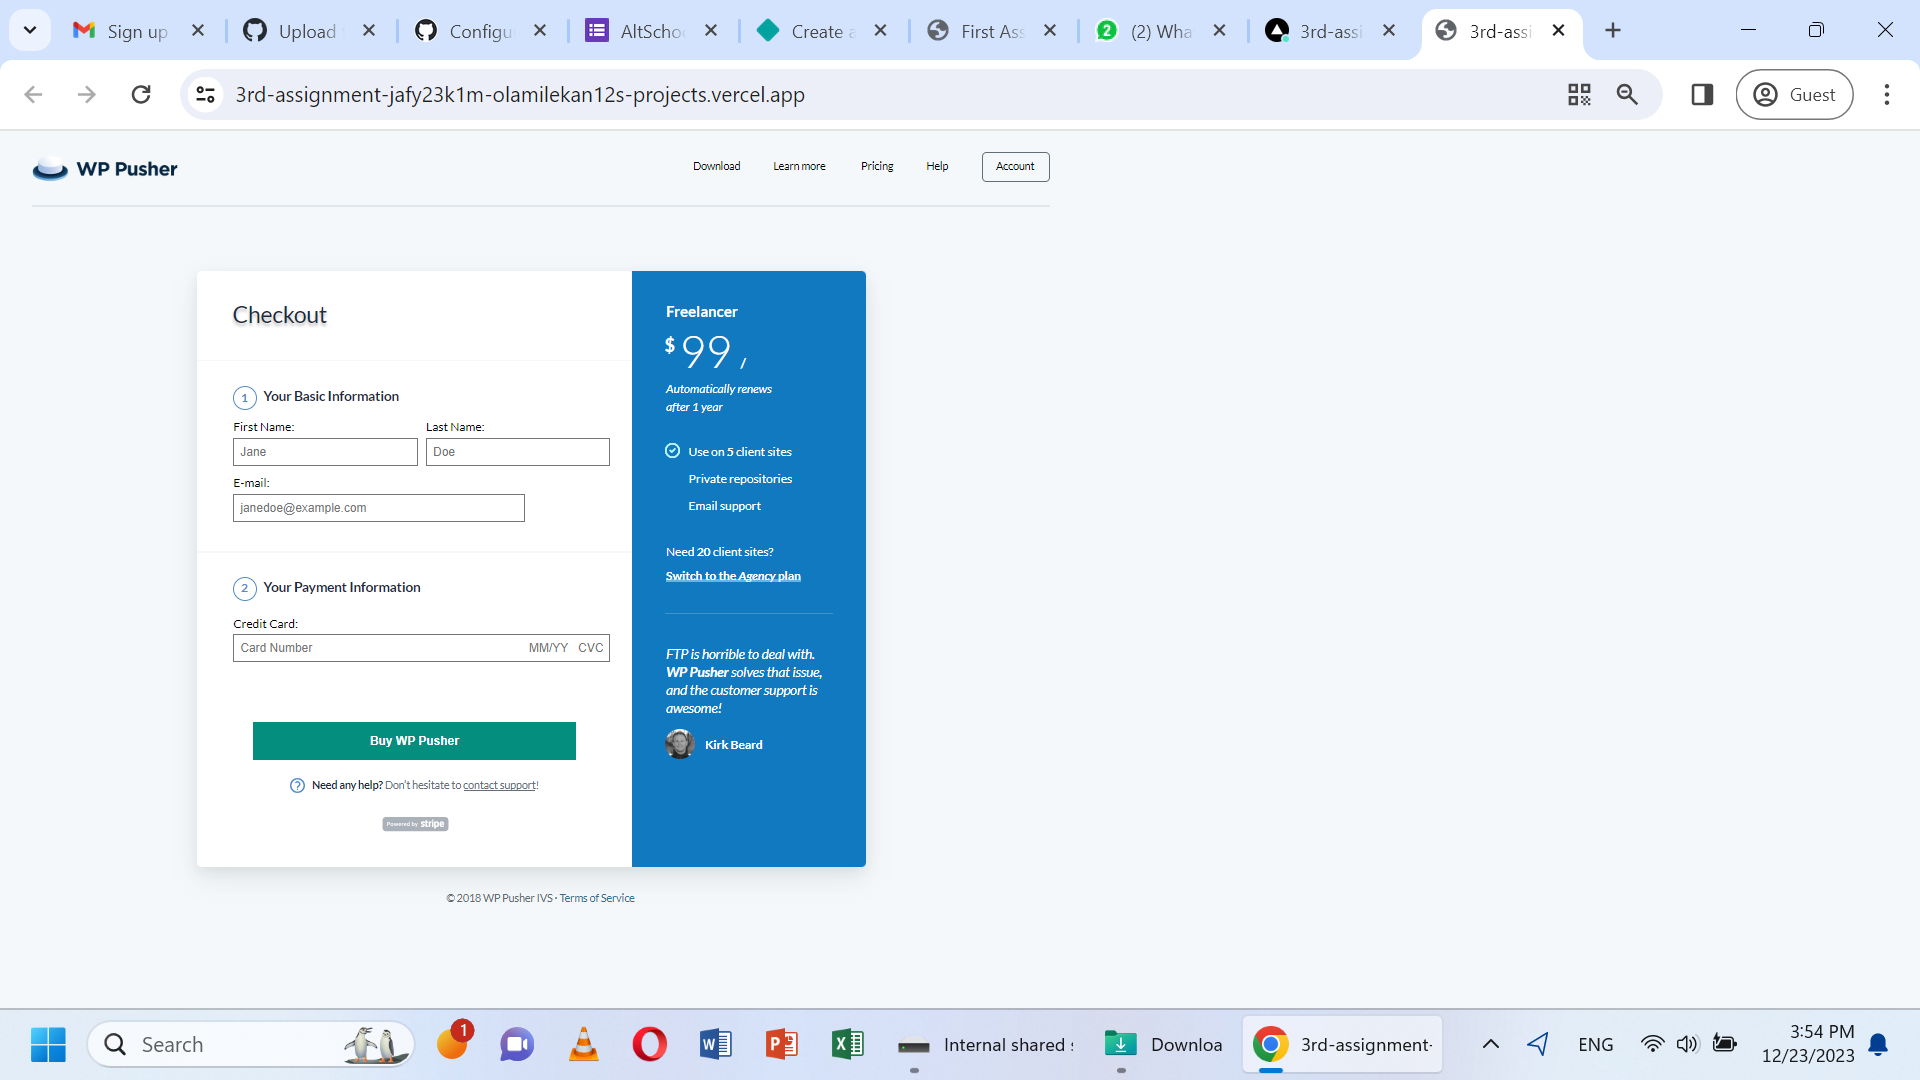 Sign up
Upload
Configu
AltScho
Create a
First Ass
(2) Wha
3rd-assi
3rd-assi
3rd-assignment-jafy23k1m-olamilekan12s-projects.vercel.app
Guest
WP Pusher
Download
Learn more
Pricing
Help
Account
Checkout
1 Your Basic Information
First Name:
Last Name:
Jane
Doe
E-mail:
janedoe@example.com
2 Your Payment Information
Credit Card:
Card Number MM/YY CVC
Buy WP Pusher
? Need any help? Don't hesitate to contact support!
Powered by stripe
Freelancer
$ 99 /
Automatically renews
after 1 year
Use on 5 client sites
Private repositories
Email support
Need 20 client sites?
Switch to the Agency plan
FTP is horrible to deal with.
WP Pusher solves that issue,
and the customer support is
awesome!
Kirk Beard
© 2018 WP Pusher IVS · Terms of Service
Search
1
Internal shared s
Downloa
3rd-assignment-
ENG
3:54 PM
12/23/2023